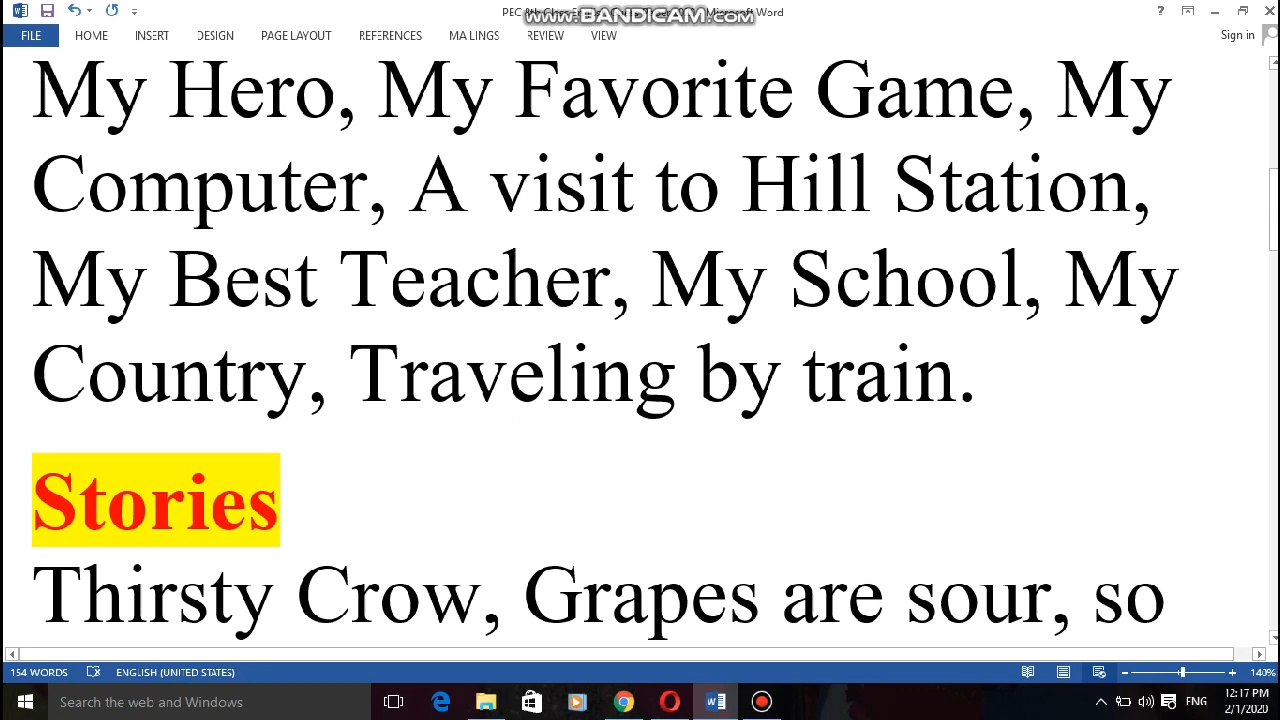 www.BANDICAM.com
Microsoft Word
FILE HOME INSERT DESIGN PAGE LAYOUT REFERENCES MAILINGS REVIEW VIEW Sign in
My Hero, My Favorite Game, My
Computer, A visit to Hill Station,
My Best Teacher, My School, My
Country, Traveling by train.
Stories
Thirsty Crow, Grapes are sour, so
154 WORDS ENGLISH (UNITED STATES) 140%
Search the web and Windows ENG 12:17 PM
2/1/2020